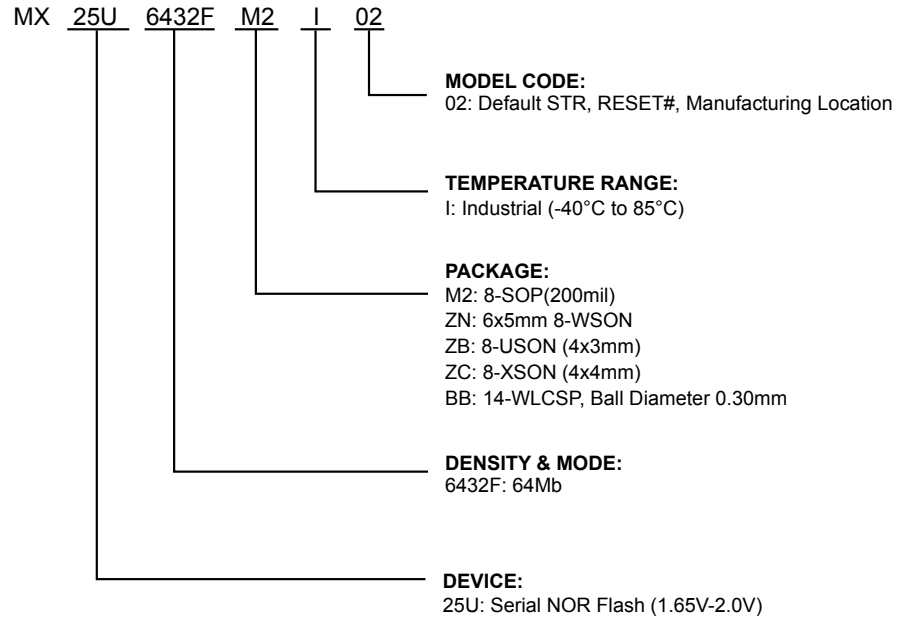 MX 25U 6432F M2 I 02
MODEL CODE:
02: Default STR, RESET#, Manufacturing Location
TEMPERATURE RANGE:
I: Industrial (-40°C to 85°C)
PACKAGE:
M2: 8-SOP(200mil)
ZN: 6x5mm 8-WSON
ZB: 8-USON (4x3mm)
ZC: 8-XSON (4x4mm)
BB: 14-WLCSP, Ball Diameter 0.30mm
DENSITY & MODE:
6432F: 64Mb
DEVICE:
25U: Serial NOR Flash (1.65V-2.0V)